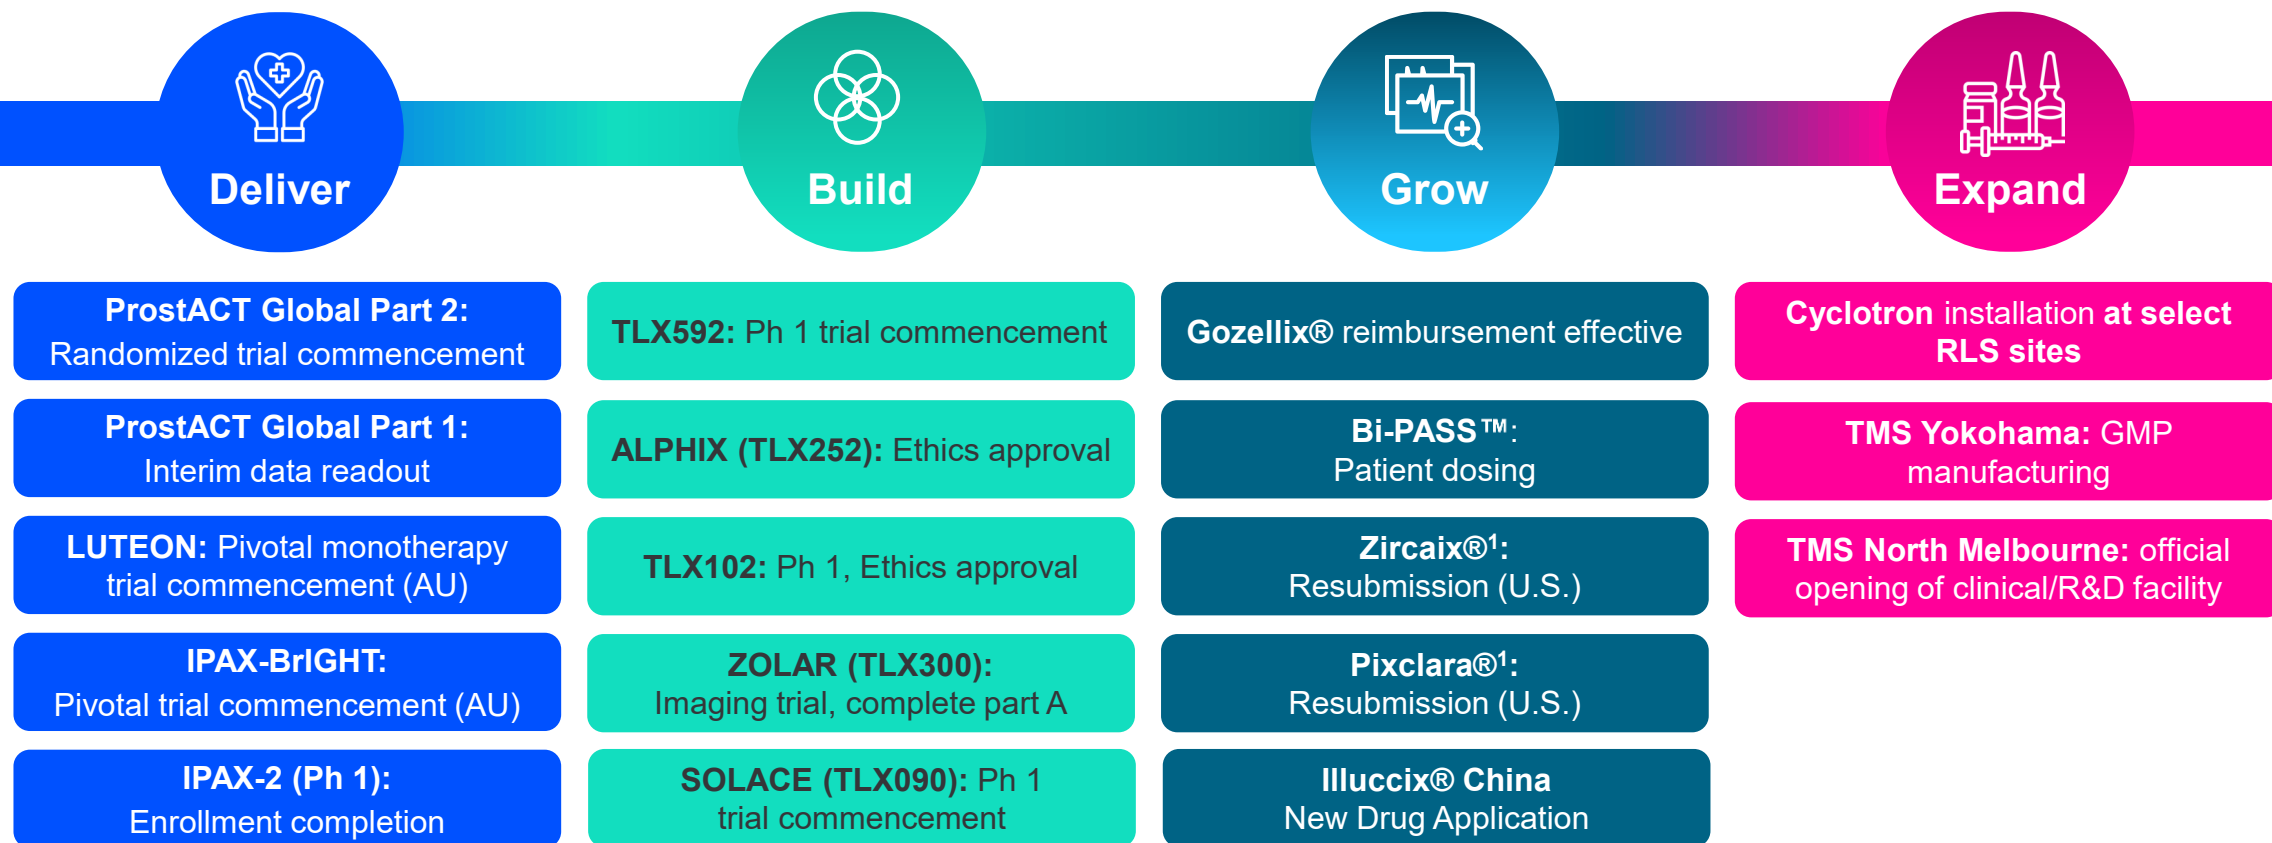 Deliver
Build
Grow
Expand
ProstACT Global Part 2:
Randomized trial commencement
ProstACT Global Part 1:
Interim data readout
LUTEON: Pivotal monotherapy
trial commencement (AU)
IPAX-BrIGHT:
Pivotal trial commencement (AU)
IPAX-2 (Ph 1):
Enrollment completion
TLX592: Ph 1 trial commencement
ALPHIX (TLX252): Ethics approval
TLX102: Ph 1, Ethics approval
ZOLAR (TLX300):
Imaging trial, complete part A
SOLACE (TLX090): Ph 1
trial commencement
Gozellix® reimbursement effective
Bi-PASS™:
Patient dosing
Zircaix®¹:
Resubmission (U.S.)
Pixclara®¹:
Resubmission (U.S.)
Illuccix® China
New Drug Application
Cyclotron installation at select
RLS sites
TMS Yokohama: GMP
manufacturing
TMS North Melbourne: official
opening of clinical/R&D facility